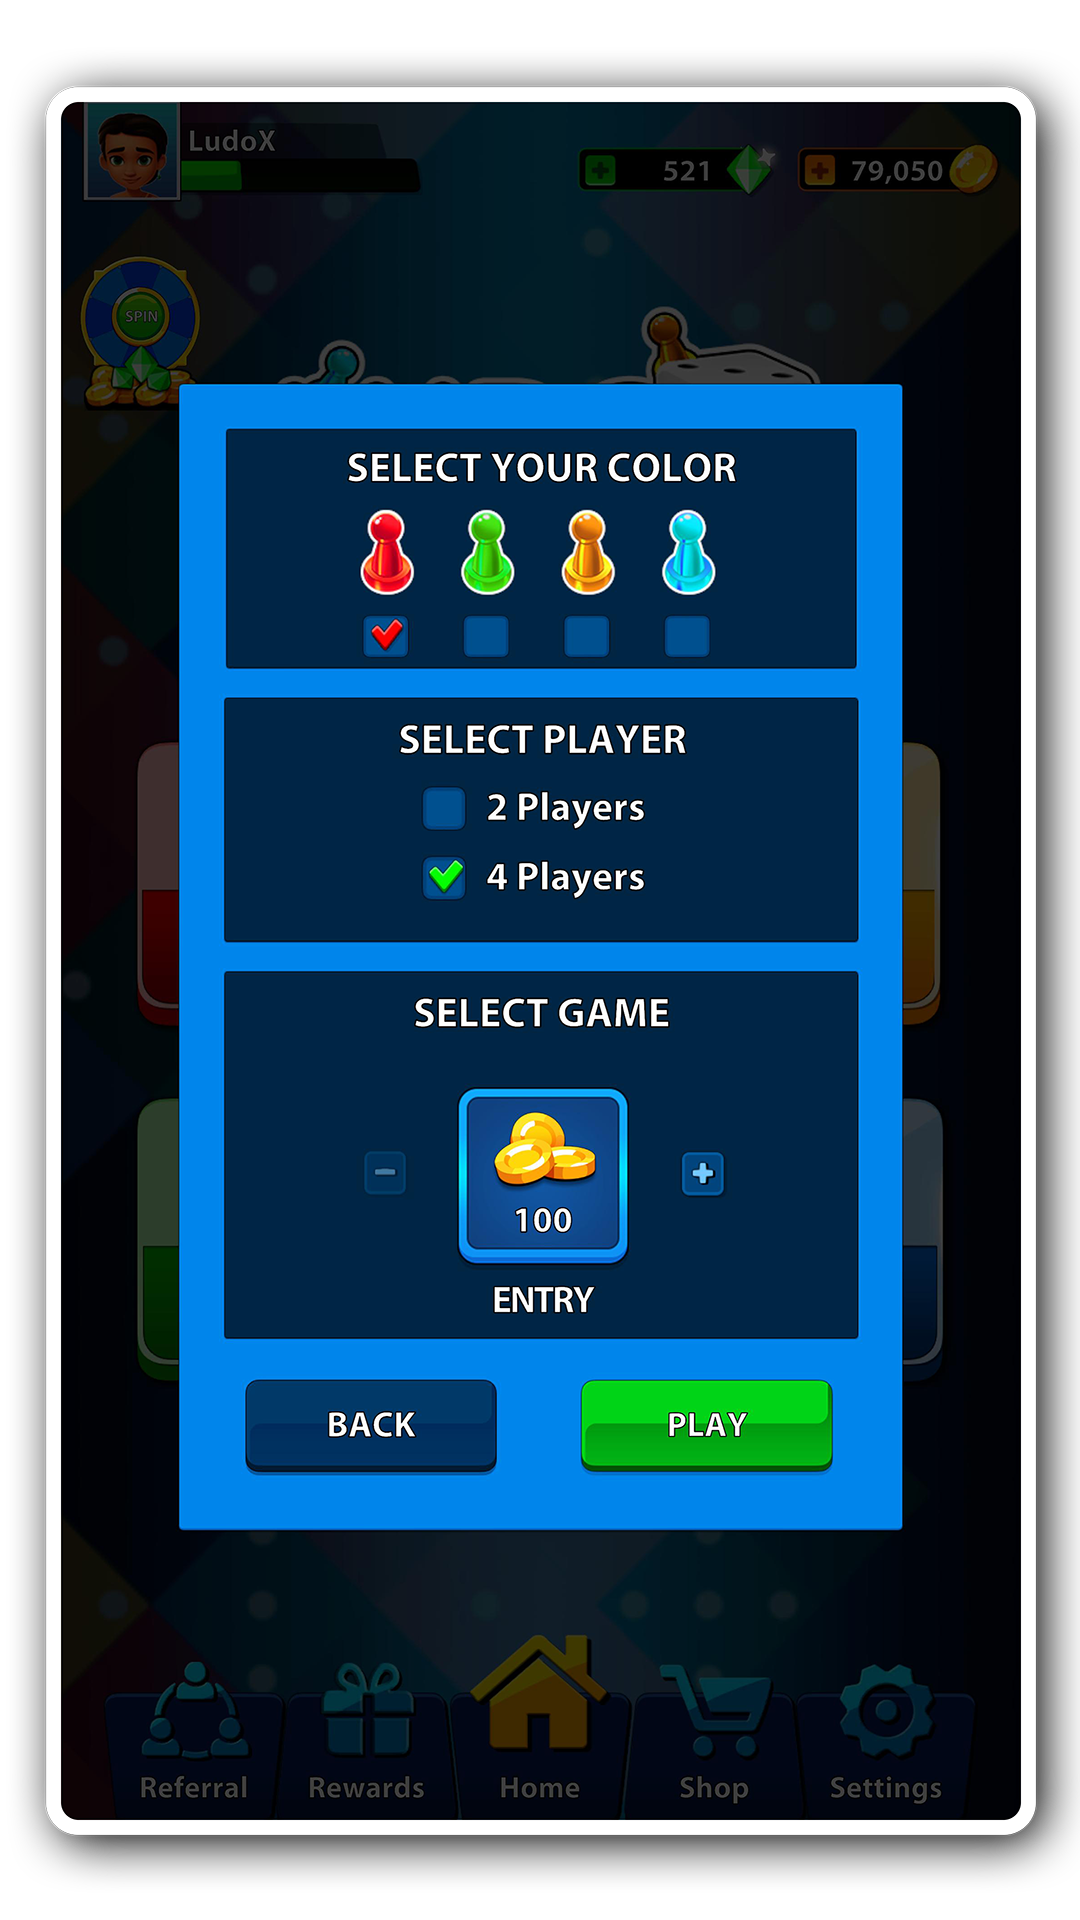 LudoX
521
79,050
SPIN
SELECT YOUR COLOR
SELECT PLAYER
2 Players
4 Players
SELECT GAME
100
ENTRY
BACK
PLAY
Referral
Rewards
Home
Shop
Settings